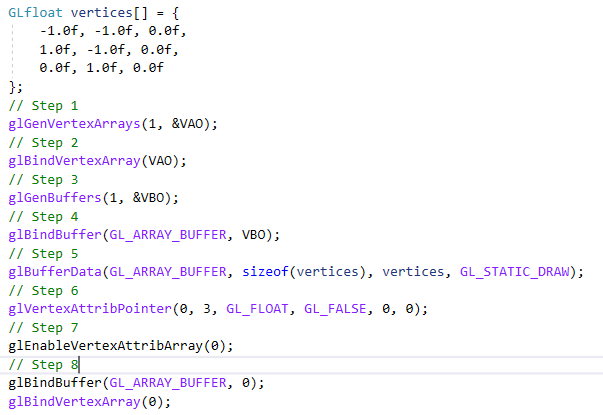 GLfloat vertices[] = {
-1.0f, -1.0f, 0.0f,
1.0f, -1.0f, 0.0f,
0.0f, 1.0f, 0.0f
};
// Step 1
glGenVertexArrays(1, &VAO);
// Step 2
glBindVertexArray(VAO);
// Step 3
glGenBuffers(1, &VBO);
// Step 4
glBindBuffer(GL_ARRAY_BUFFER, VBO);
// Step 5
glBufferData(GL_ARRAY_BUFFER, sizeof(vertices), vertices, GL_STATIC_DRAW);
// Step 6
glVertexAttribPointer(0, 3, GL_FLOAT, GL_FALSE, 0, 0);
// Step 7
glEnableVertexAttribArray(0);
// Step 8
glBindBuffer(GL_ARRAY_BUFFER, 0);
glBindVertexArray(0);